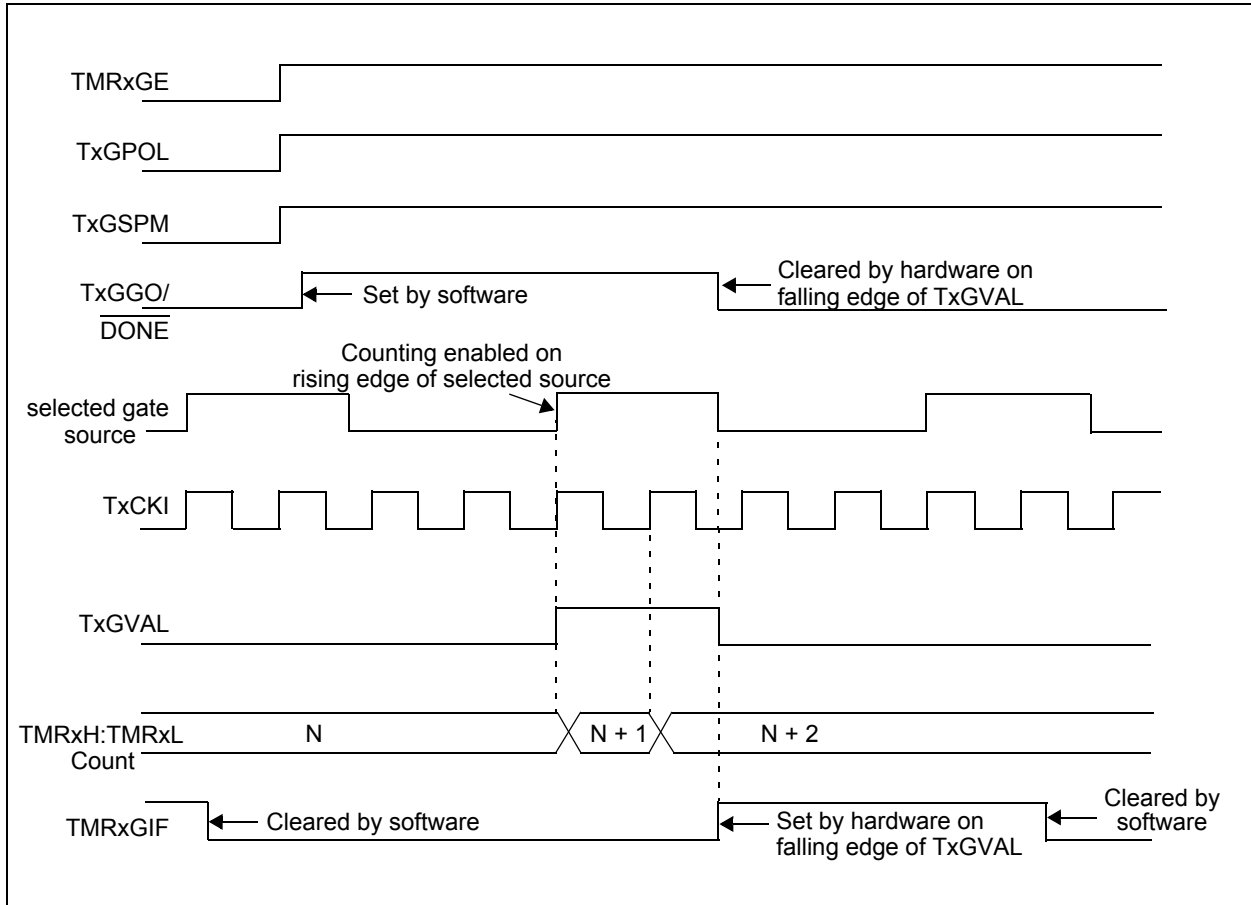 TMRxGE
TxGPOL
TxGSPM
TxGGO/
DONE
Set by software
Cleared by hardware on
falling edge of TxGVAL
Counting enabled on
rising edge of selected source
selected gate
source
TxCKI
TxGVAL
TMRxH:TMRxL
Count
N
N + 1
N + 2
TMRxGIF
Cleared by software
Set by hardware on
falling edge of TxGVAL
Cleared by
software